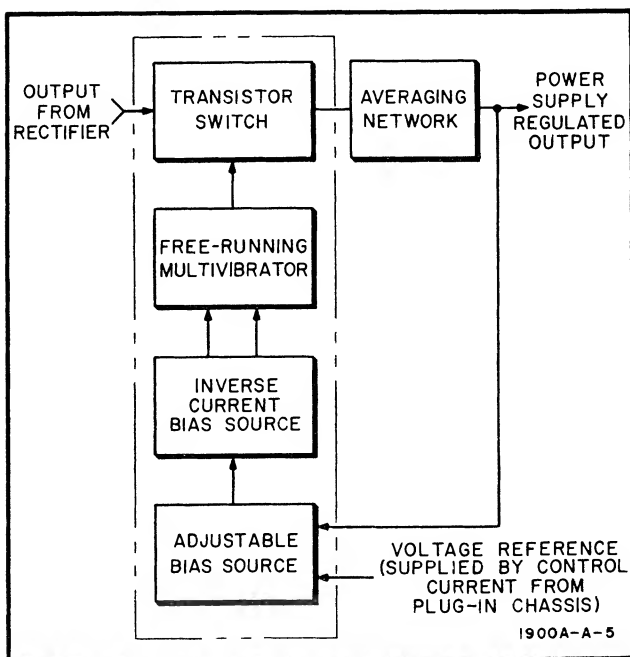 OUTPUT
FROM
RECTIFIER
TRANSISTOR
SWITCH
AVERAGING
NETWORK
POWER
SUPPLY
REGULATED
OUTPUT
FREE-RUNNING
MULTIVIBRATOR
INVERSE
CURRENT
BIAS SOURCE
ADJUSTABLE
BIAS SOURCE
VOLTAGE REFERENCE
(SUPPLIED BY CONTROL
CURRENT FROM
PLUG-IN CHASSIS)
1900A-A-5